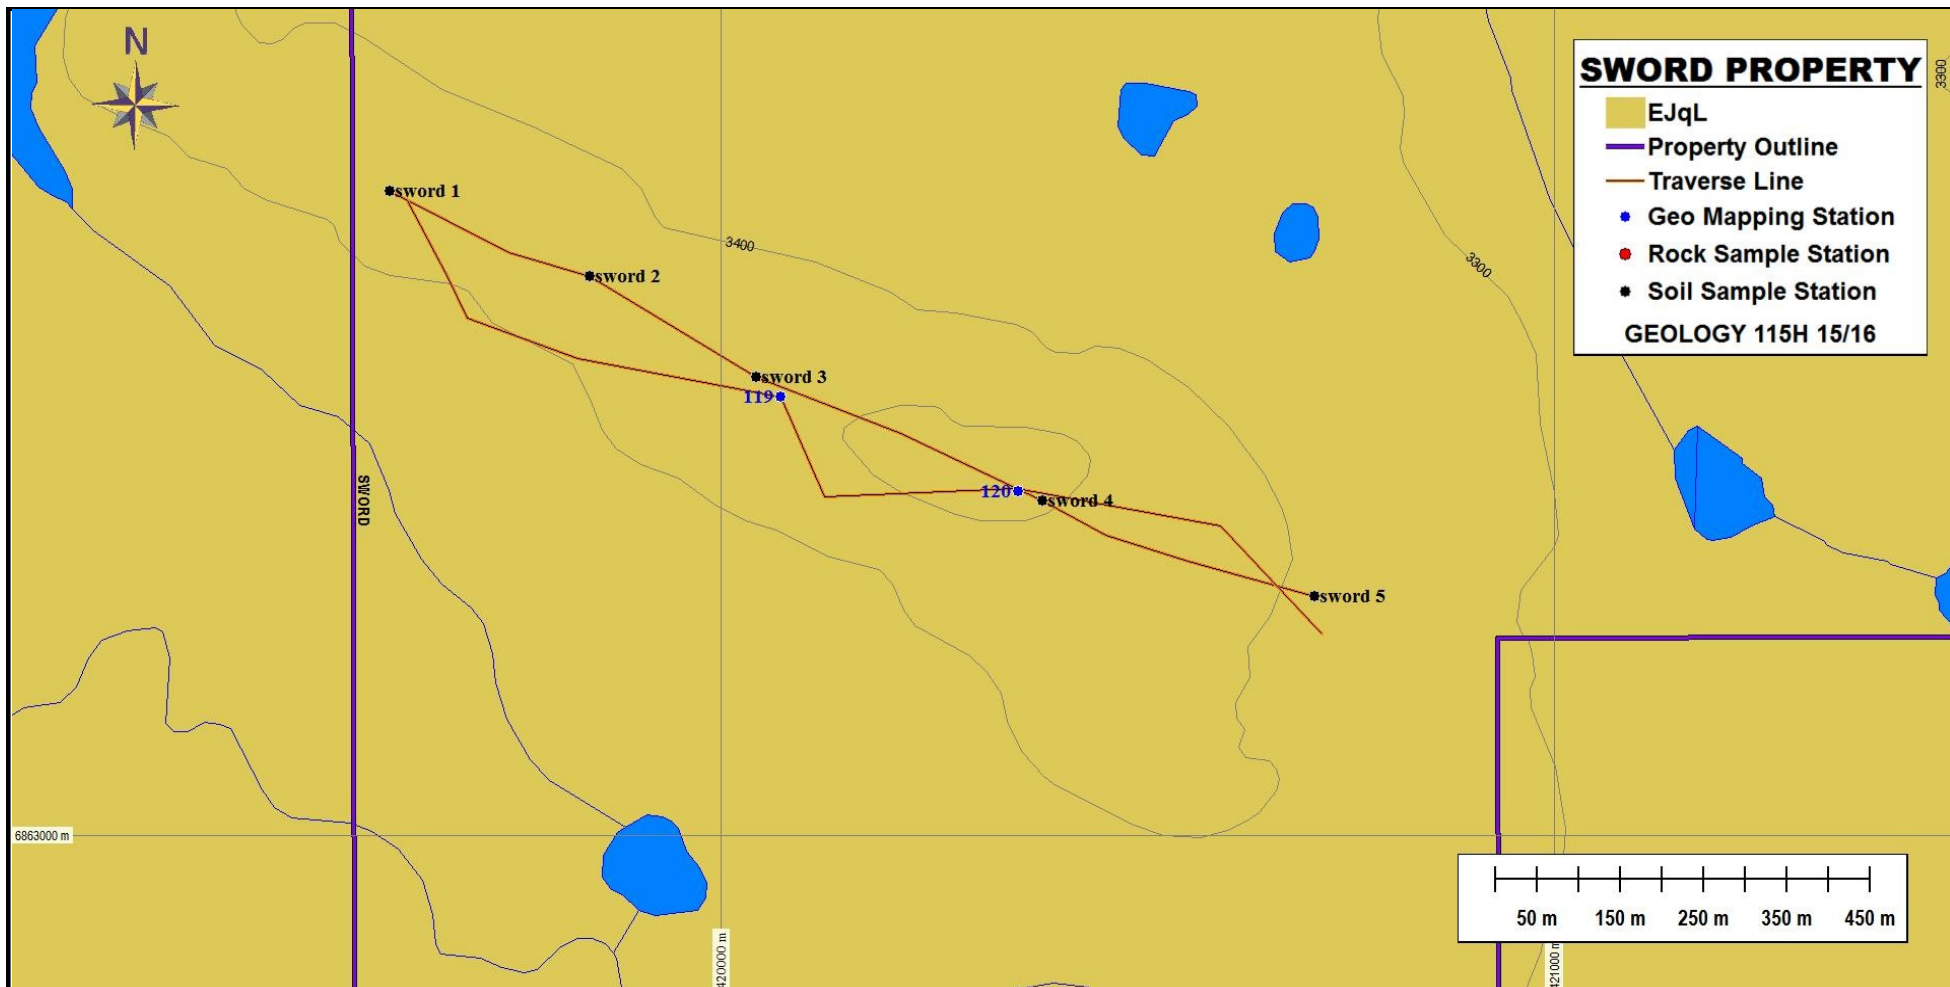 N
SWORD PROPERTY
EJqL
Property Outline
Traverse Line
Geo Mapping Station
Rock Sample Station
Soil Sample Station
GEOLOGY 115H 15/16
3300
sword 1
3400
sword 2
3300
sword 3
119
120
sword 4
SWORD
sword 5
6863000 m
50 m 150 m 250 m 350 m 450 m
420000 m
421000 m